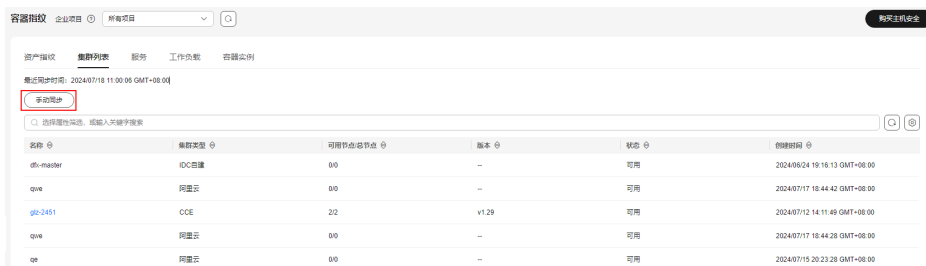 容器指纹 企业项目 所有项目 购买主机安全
资产指纹 集群列表 服务 工作负载 容器实例
最近同步时间：2024/07/18 11:00:06 GMT+08:00
手动同步
选择属性筛选，或输入关键字搜索
名称 集群类型 可用节点/总节点 版本 状态 创建时间
dfx-master IDC自建 0/0 -- 可用 2024/06/24 19:16:13 GMT+08:00
qwe 阿里云 0/0 -- 可用 2024/07/17 18:44:42 GMT+08:00
glz-2451 CCE 2/2 v1.29 可用 2024/07/12 14:11:49 GMT+08:00
qwe 阿里云 0/0 -- 可用 2024/07/17 18:44:28 GMT+08:00
qe 阿里云 0/0 -- 可用 2024/07/15 20:23:28 GMT+08:00